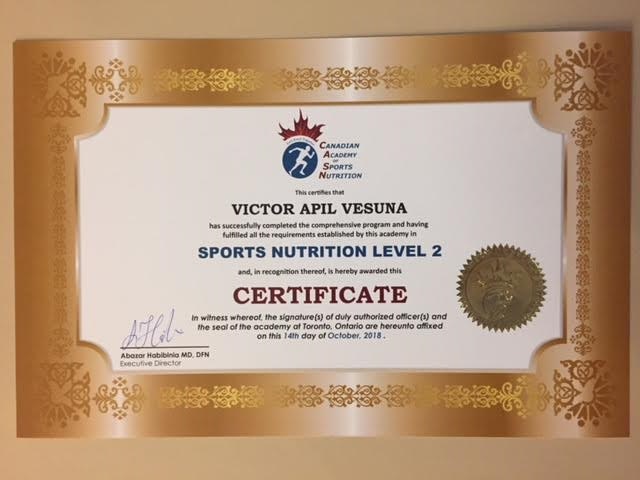 CANADIAN
ACADEMY
OF
SPORTS
NUTRITION
This certifies that
VICTOR APIL VESUNA
has successfully completed the comprehensive program and having
fulfilled all the requirements established by this academy in
SPORTS NUTRITION LEVEL 2
and, in recognition thereof, is hereby awarded this
CERTIFICATE
In witness whereof, the signature(s) of duly authorized officer(s) and
the seal of the academy at Toronto, Ontario are hereunto affixed
on this 14th day of October, 2018 .
Abazar Habibinia MD, DFN
Executive Director